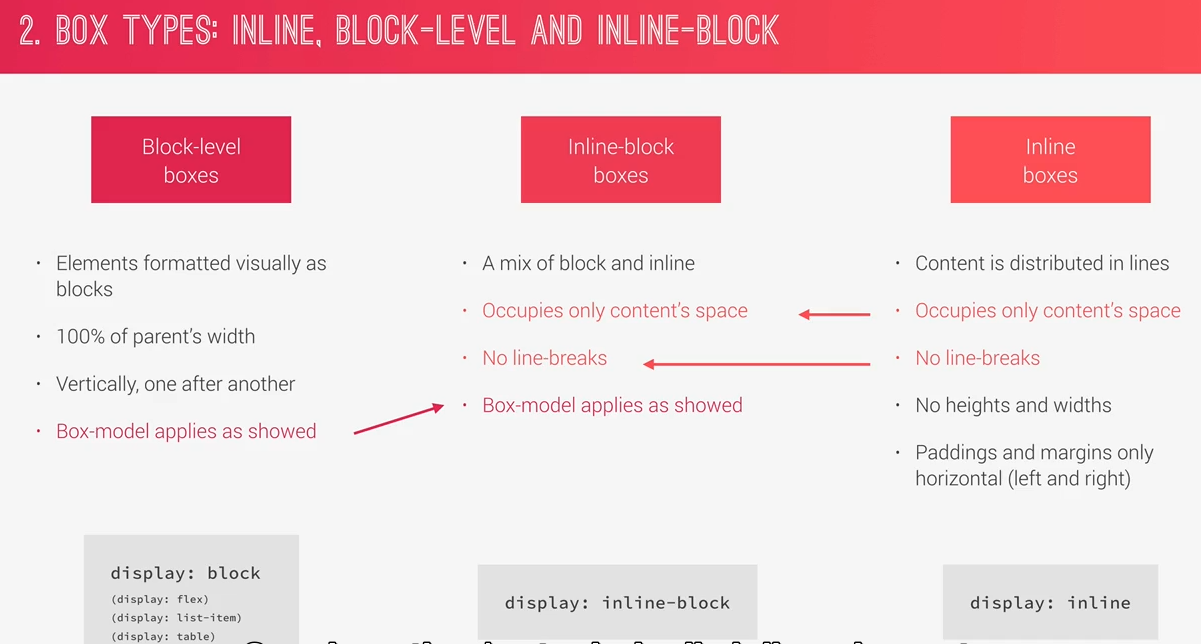 2. BOX TYPES: INLINE, BLOCK-LEVEL AND INLINE-BLOCK
Block-level
boxes
• Elements formatted visually as
blocks
• 100% of parent’s width
• Vertically, one after another
• Box-model applies as showed
display: block
(display: flex)
(display: list-item)
(display: table)
Inline-block
boxes
• A mix of block and inline
• Occupies only content’s space
• No line-breaks
• Box-model applies as showed
display: inline-block
Inline
boxes
• Content is distributed in lines
• Occupies only content’s space
• No line-breaks
• No heights and widths
• Paddings and margins only
horizontal (left and right)
display: inline